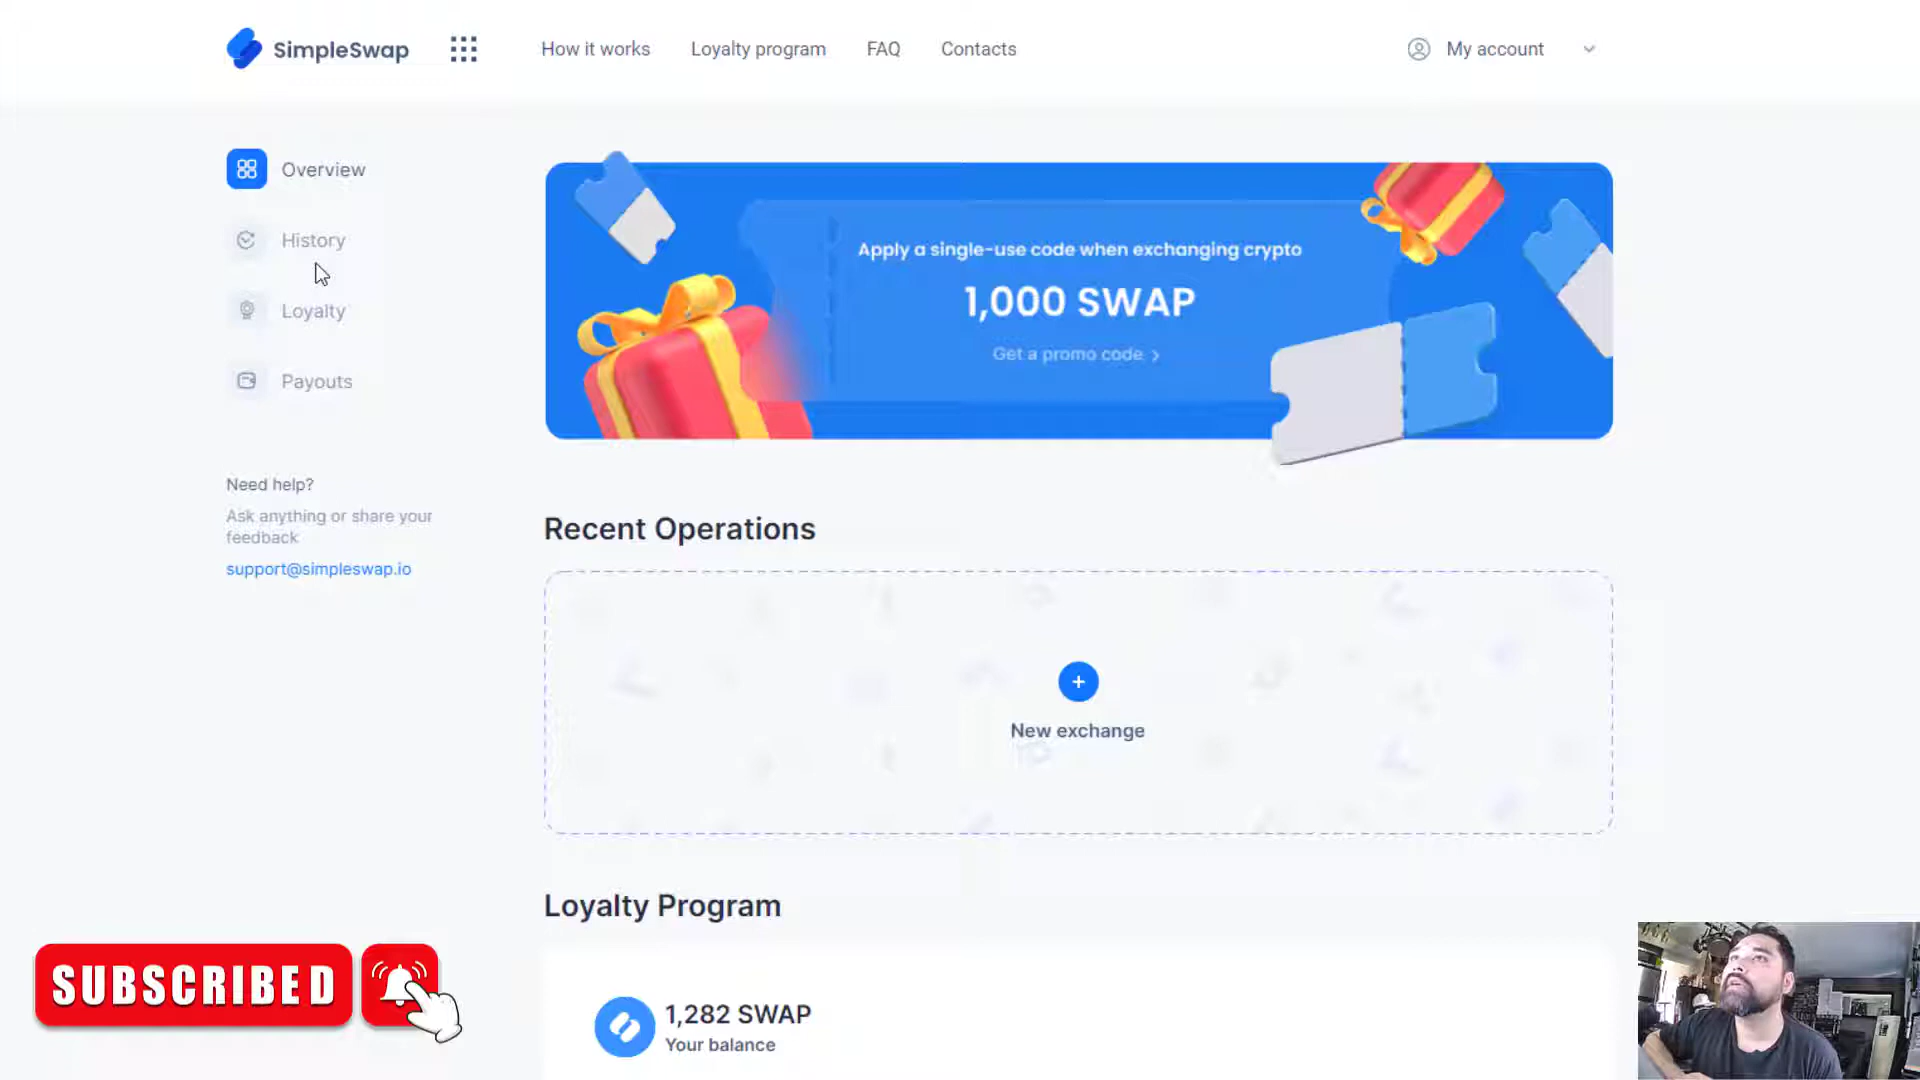 SimpleSwap
How it works
Loyalty program
FAQ
Contacts
My account
Overview
History
Loyalty
Payouts
Need help?
Ask anything or share your
feedback
support@simpleswap.io
Apply a single-use code when exchanging crypto
1,000 SWAP
Get a promo code
Recent Operations
New exchange
Loyalty Program
1,282 SWAP
Your balance
SUBSCRIBED